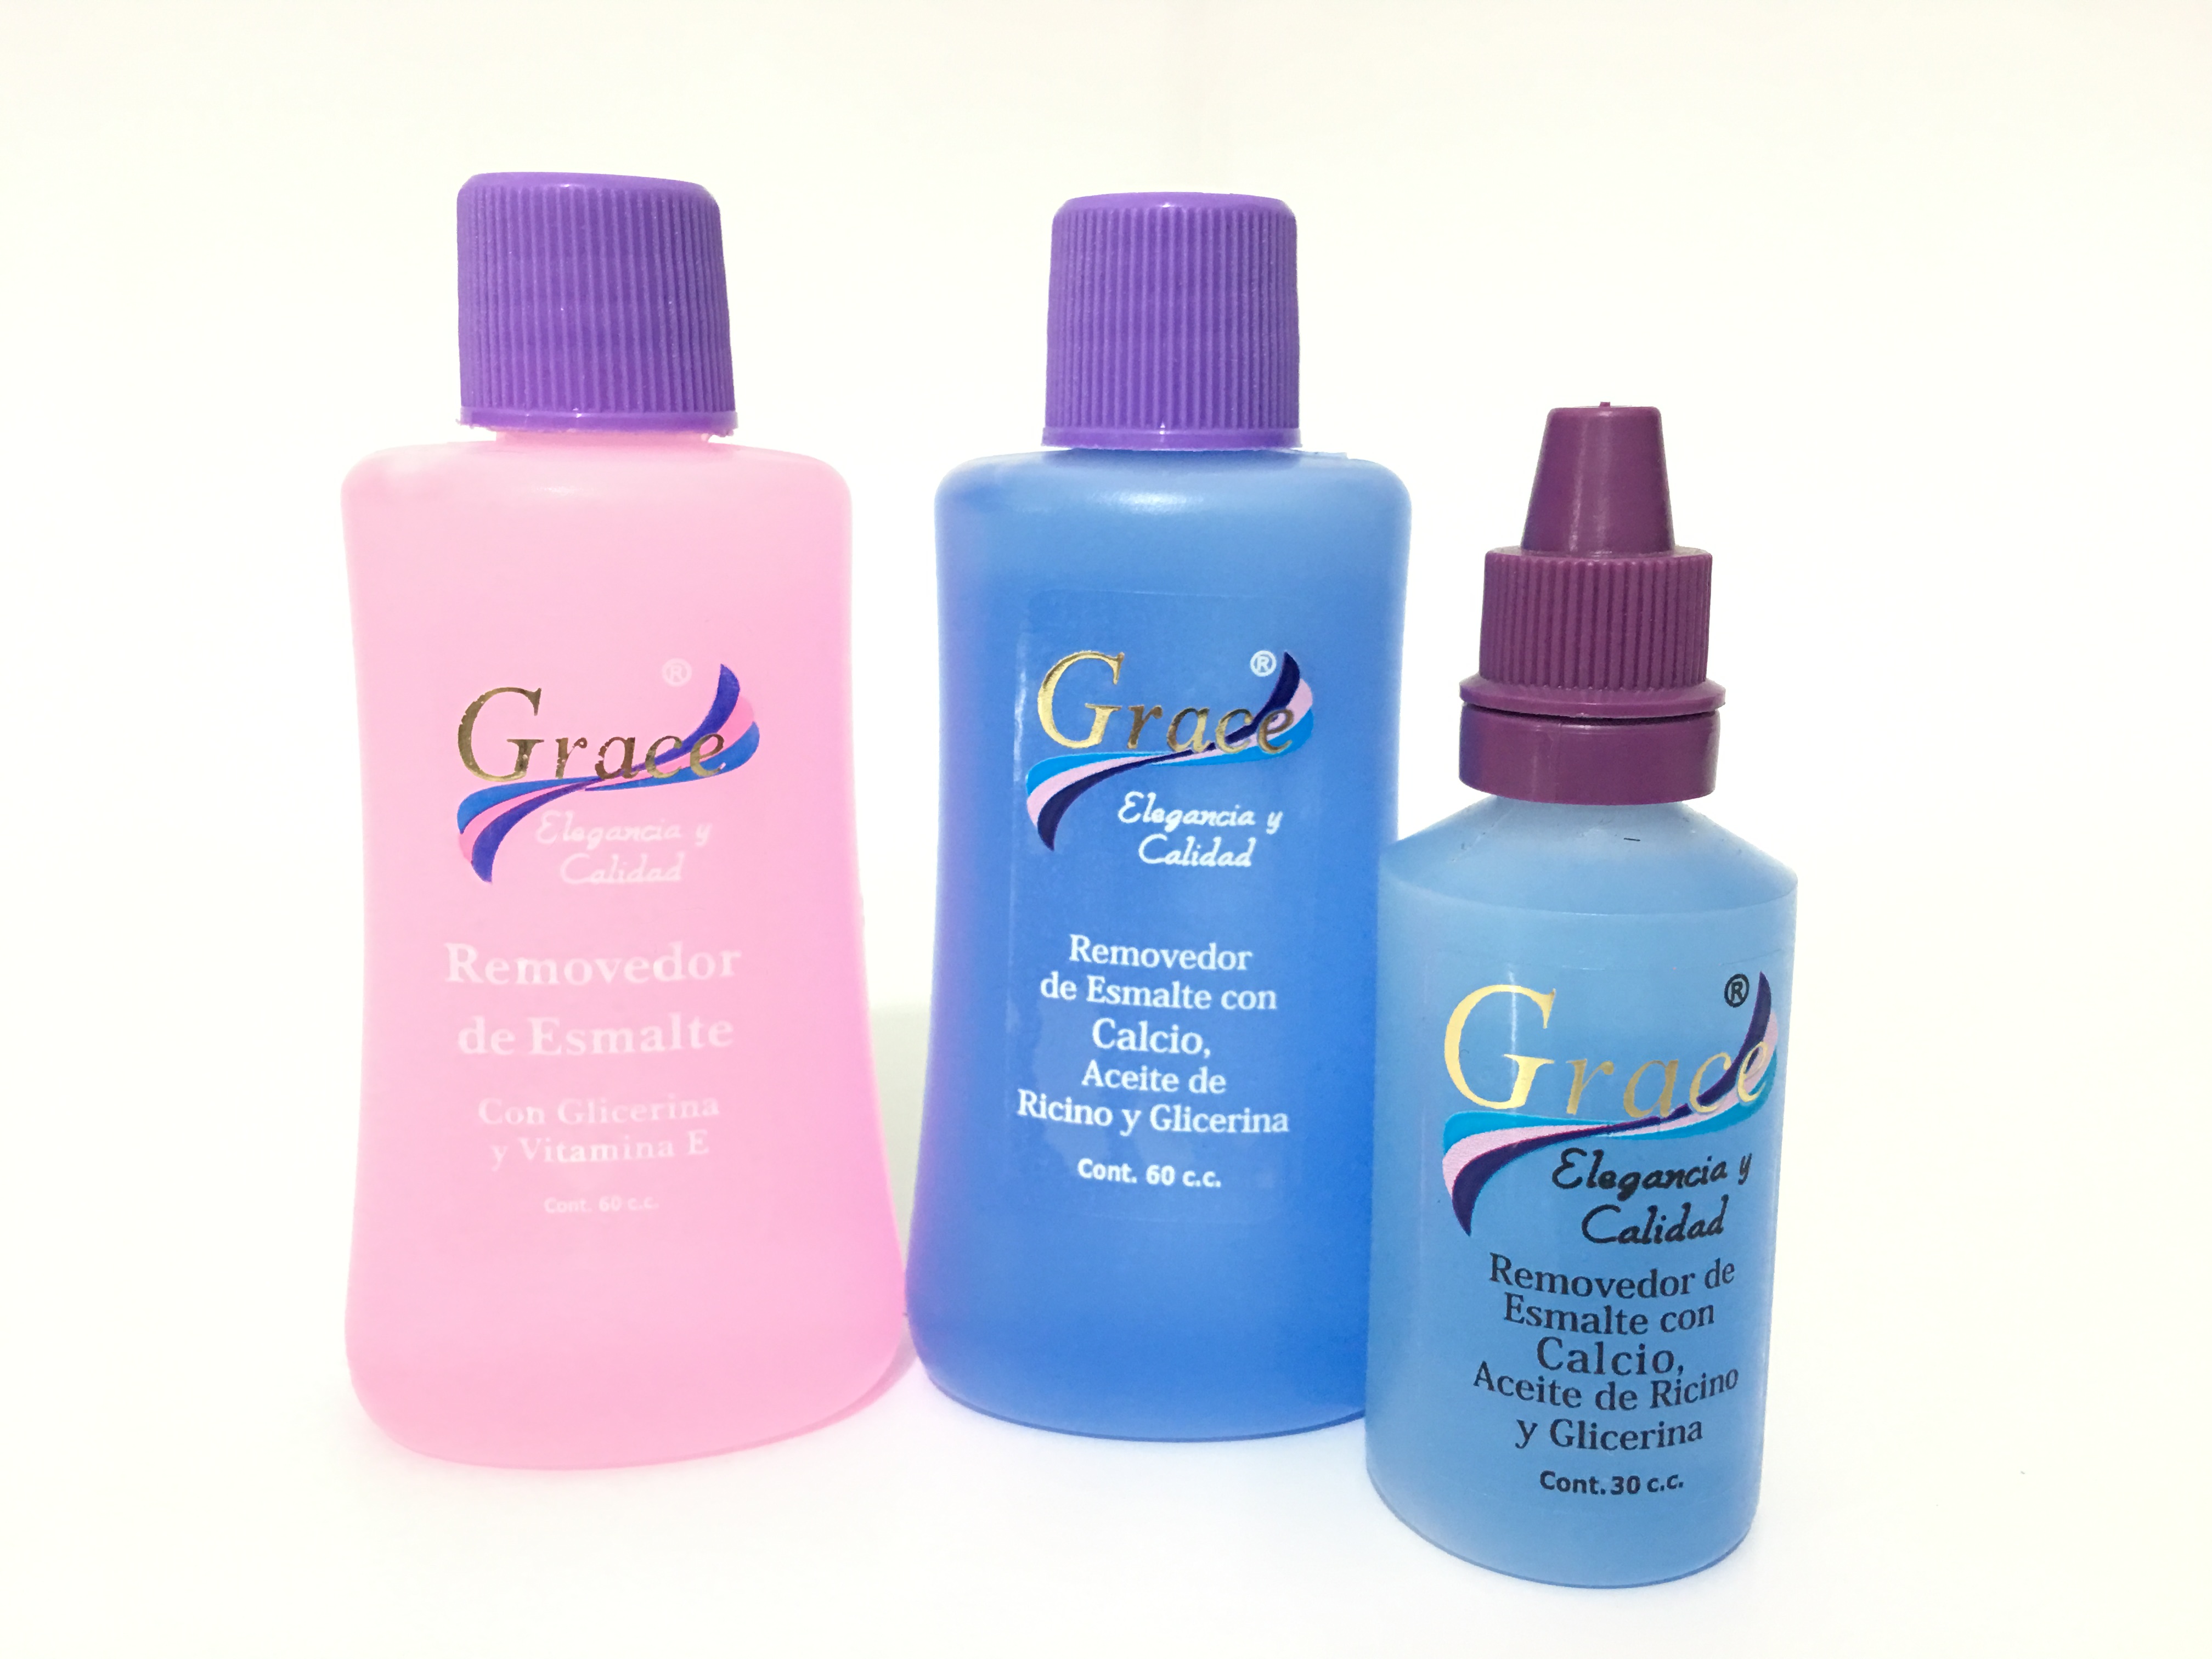 Grace®
Elegancia y
Calidad
Removedor
de Esmalte
Con Glicerina
y Vitamina E
Cont. 60 c.c.
Grace®
Elegancia y
Calidad
Removedor
de Esmalte con
Calcio,
Aceite de
Ricino y Glicerina
Cont. 60 c.c.
Grace®
Elegancia y
Calidad
Removedor de
Esmalte con
Calcio,
Aceite de Ricino
y Glicerina
Cont. 30 c.c.